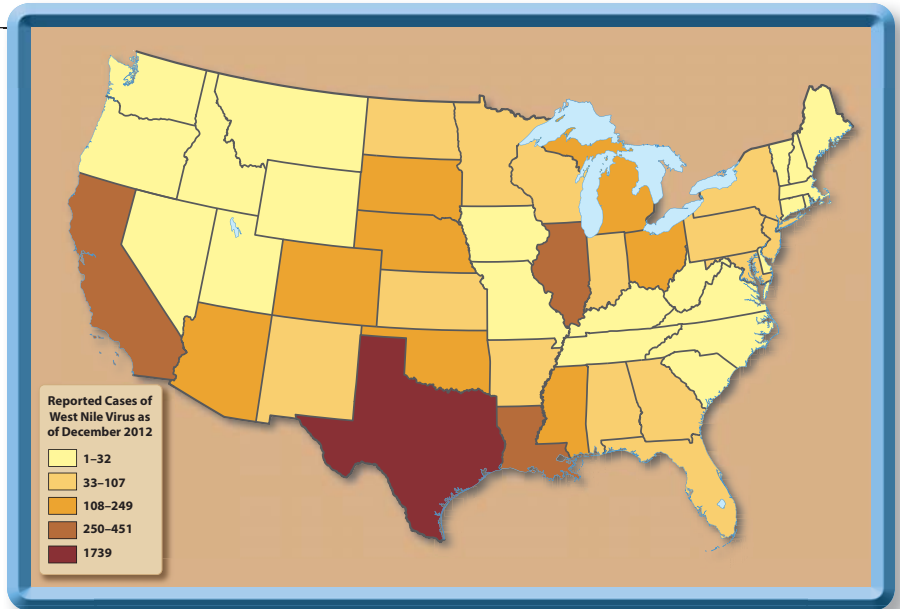 Reported Cases of
West Nile Virus as
of December 2012
1–32
33–107
108–249
250–451
1739